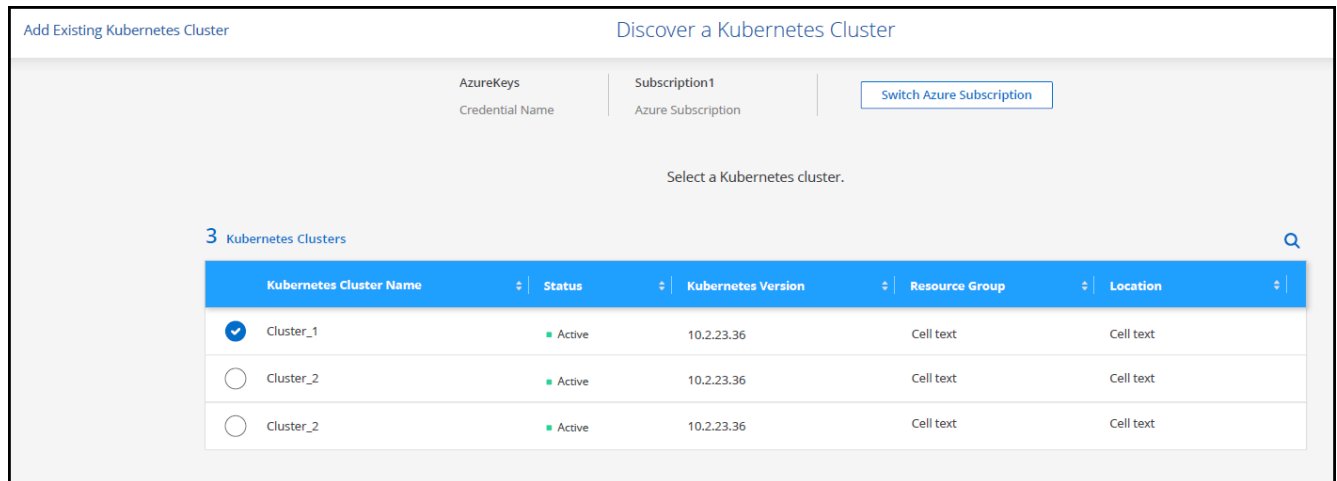 Add Existing Kubernetes Cluster
Discover a Kubernetes Cluster
AzureKeys
Credential Name
Subscription1
Azure Subscription
Switch Azure Subscription
Select a Kubernetes cluster.
3 Kubernetes Clusters
Kubernetes Cluster Name Status Kubernetes Version Resource Group Location
Cluster_1 Active 10.2.23.36 Cell text Cell text
Cluster_2 Active 10.2.23.36 Cell text Cell text
Cluster_2 Active 10.2.23.36 Cell text Cell text